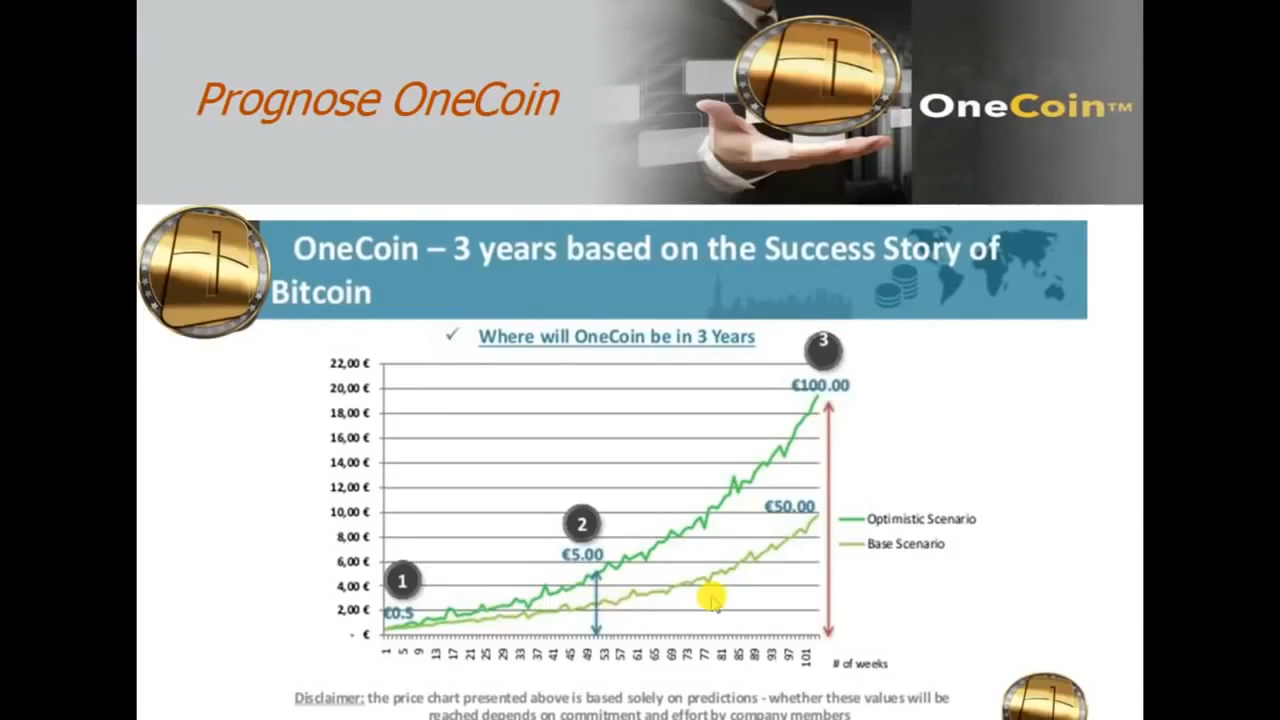 Prognose OneCoin
OneCoin™
OneCoin – 3 years based on the Success Story of
Bitcoin
✓ Where will OneCoin be in 3 Years
3
22,00 €
€100.00
20,00 €
18,00 €
16,00 €
14,00 €
12,00 €
€50.00
10,00 €
2
Optimistic Scenario
8,00 €
€5.00
Base Scenario
6,00 €
1
4,00 €
€0.5
2,00 €
- €
1 5 9 13 17 21 25 29 33 37 41 45 49 53 57 61 65 69 73 77 81 85 89 93 97 101
# of weeks
Disclaimer: the price chart presented above is based solely on predictions - whether these values will be
reached depends on commitment and effort by company members